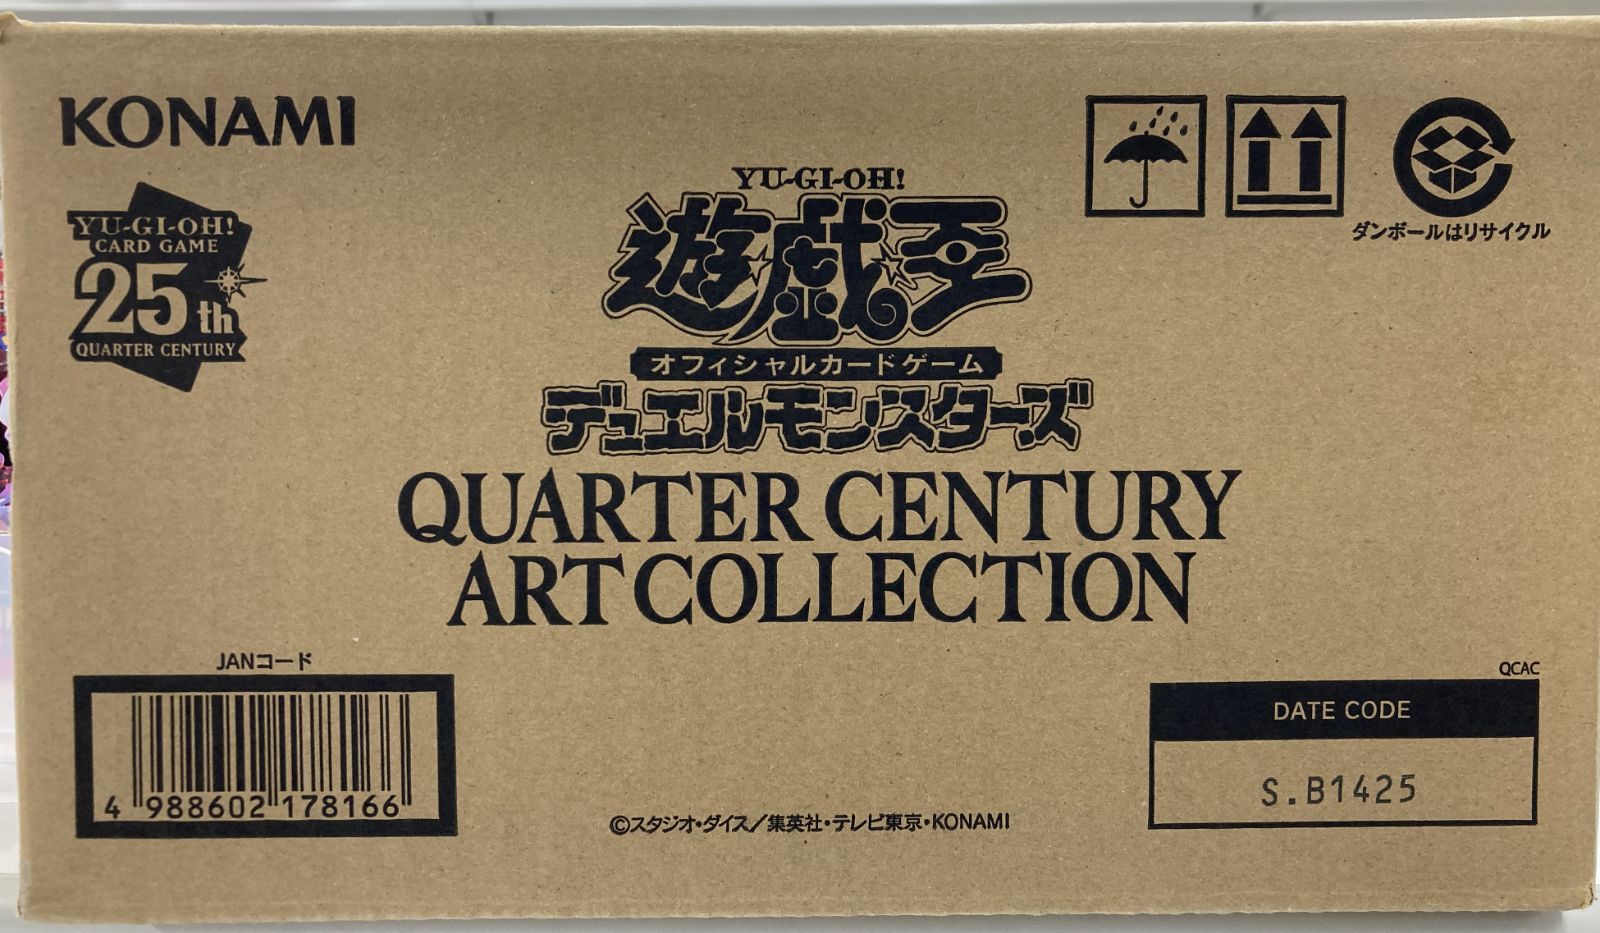 KONAMI
YU-GI-OH!
CARD GAME
25th
QUARTER CENTURY
YU-GI-OH!
遊戯王
オフィシャルカードゲーム
デュエルモンスターズ
QUARTER CENTURY
ART COLLECTION
ダンボールはリサイクル
JANコード
4 988602 178166
QCAC
DATE CODE
S.B1425
©スタジオ・ダイス/集英社・テレビ東京・KONAMI